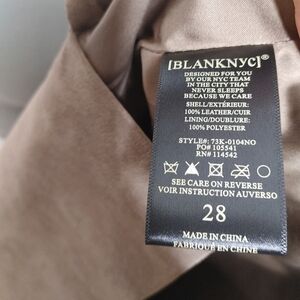 [BLANKNYC]®
DESIGNED FOR YOU
BY OUR NYC TEAM
IN THE CITY THAT
NEVER SLEEPS
BECAUSE WE CARE
SHELL/EXTÉRIEUR:
100% LEATHER/CUIR
LINING/DOUBLURE:
100% POLYESTER
STYLE#: 73K-0104NO
PO# 105541
RN# 114542
SEE CARE ON REVERSE
VOIR INSTRUCTION AUVERSO
28
MADE IN CHINA
FABRIQUÉ EN CHINE